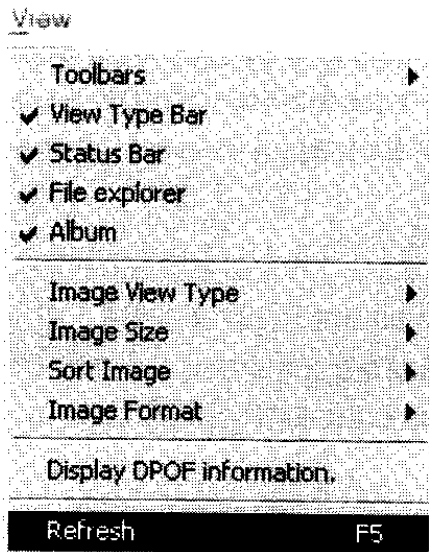 View
Toolbars
View Type Bar
Status Bar
File explorer
Album
Image View Type
Image Size
Sort Image
Image Format
Display DPOF information.
Refresh F5